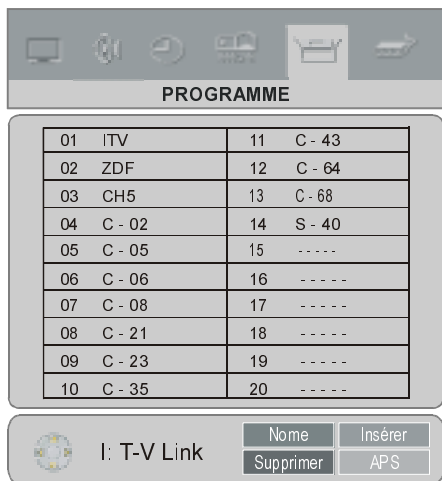 PROGRAMME
01 ITV 11 C - 43
02 ZDF 12 C - 64
03 CH5 13 C - 68
04 C - 02 14 S - 40
05 C - 05 15 - - - - -
06 C - 06 16 - - - - -
07 C - 08 17 - - - - -
08 C - 21 18 - - - - -
09 C - 23 19 - - - - -
10 C - 35 20 - - - - -
I: T-V Link
Nome Insérer
Supprimer APS